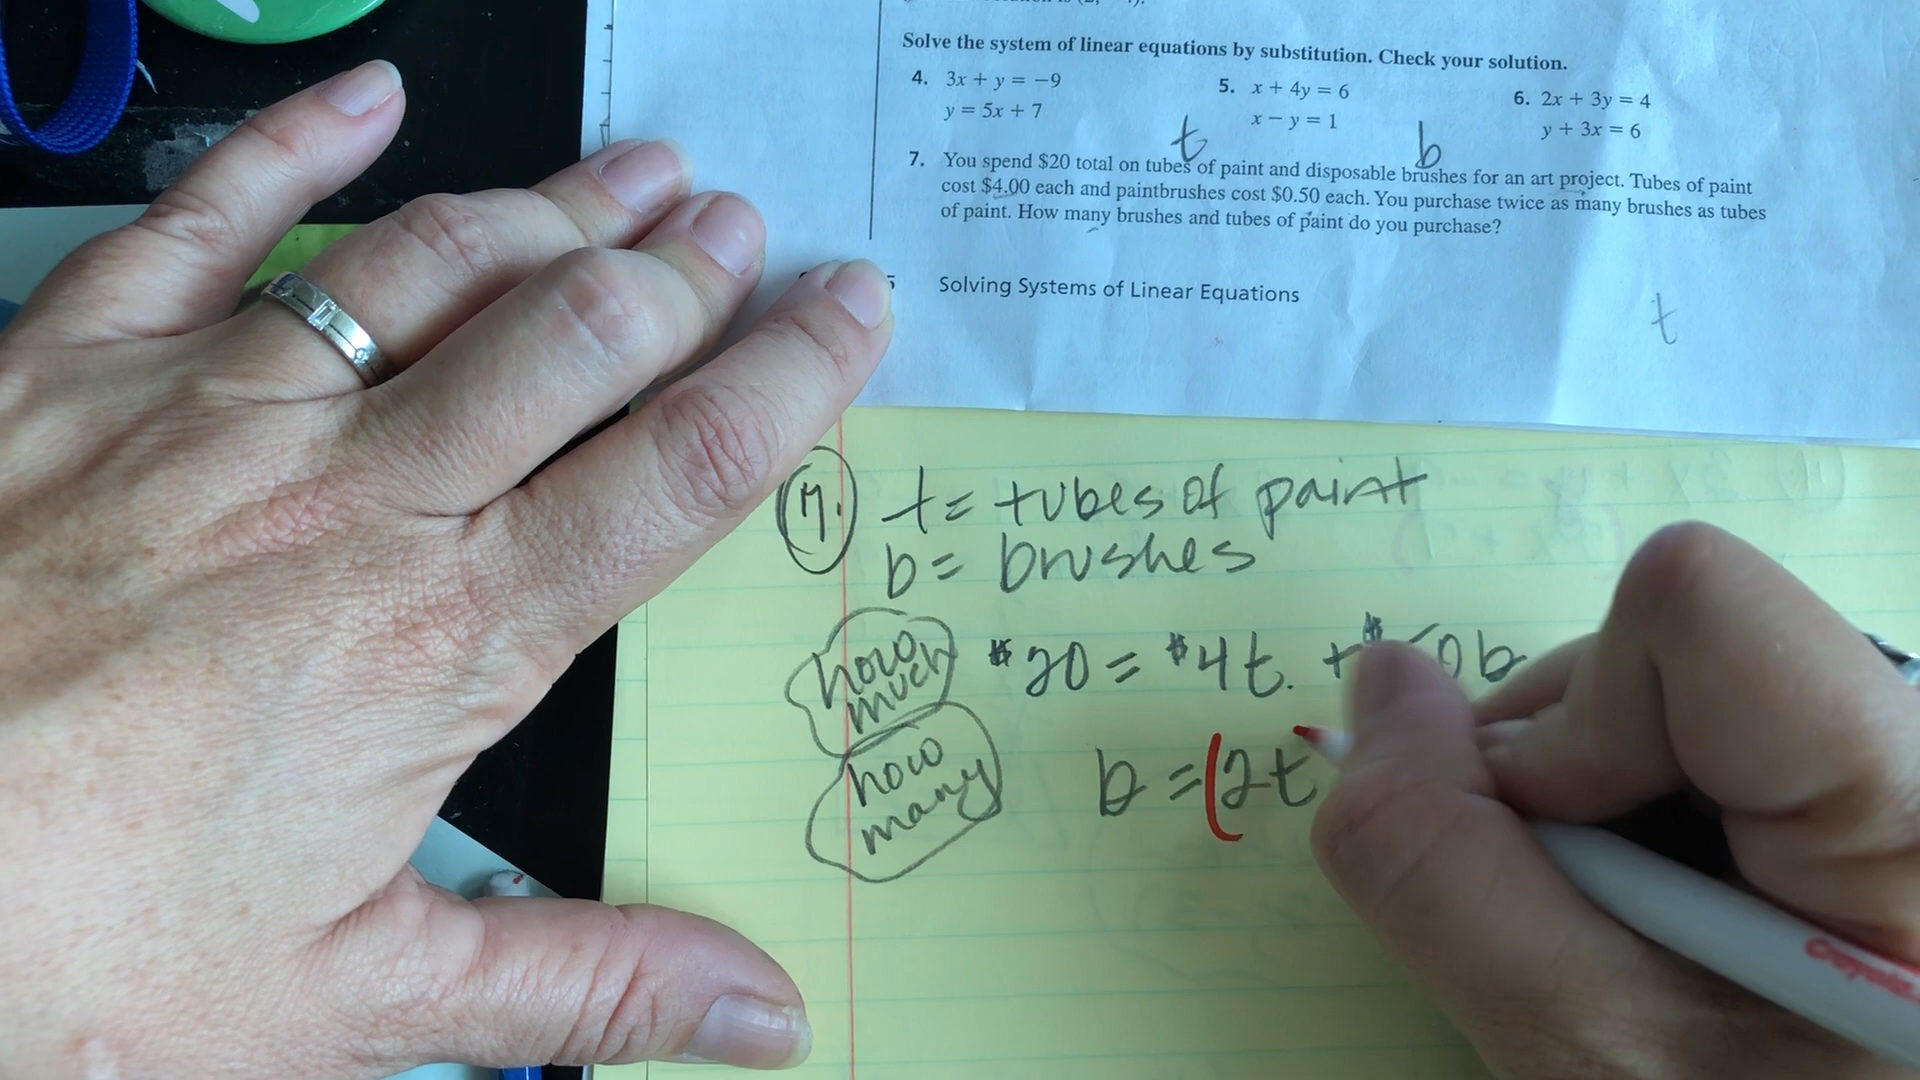 Solve the system of linear equations by substitution. Check your solution.
4. 3x + y = −9
y = 5x + 7
5. x + 4y = 6
x − y = 1
6. 2x + 3y = 4
y + 3x = 6
t
b
7. You spend $20 total on tubes of paint and disposable brushes for an art project. Tubes of paint
cost $4.00 each and paintbrushes cost $0.50 each. You purchase twice as many brushes as tubes
of paint. How many brushes and tubes of paint do you purchase?
Solving Systems of Linear Equations
t
7. t = tubes of paint
b = brushes
how much
$20 = $4t. + $ 0b
how many
b = (2t
Crayola